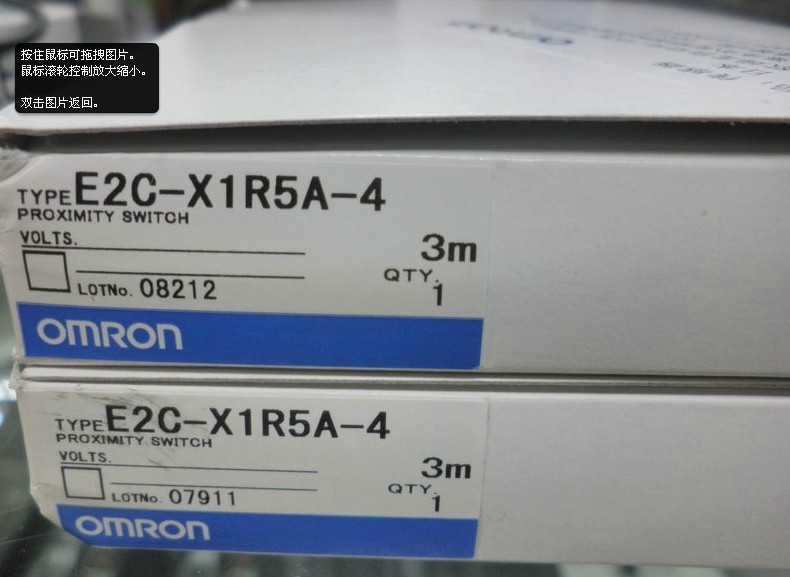 按住鼠标可拖拽图片。
鼠标滚轮控制放大缩小。
双击图片返回。
TYPE E2C-X1R5A-4
PROXIMITY SWITCH
VOLTS.
3m
QTY.
1
LOTNo. 08212
OMRON
TYPE E2C-X1R5A-4
PROXIMITY SWITCH
VOLTS.
3m
QTY.
1
LOTNo. 07911
OMRON